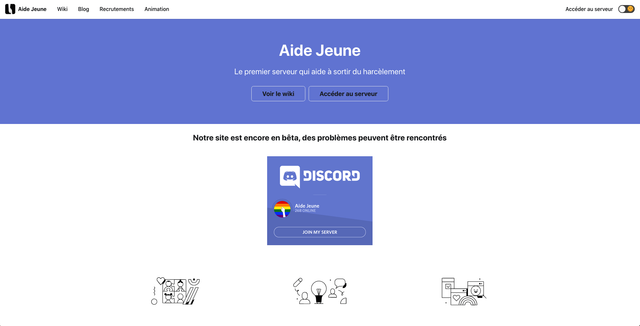 Aide Jeune Wiki Blog Recrutements Animation Accéder au serveur
Aide Jeune
Le premier serveur qui aide à sortir du harcèlement
Voir le wiki Accéder au serveur
Notre site est encore en bêta, des problèmes peuvent être rencontrés
DISCORD
Aide Jeune
JOIN MY SERVER